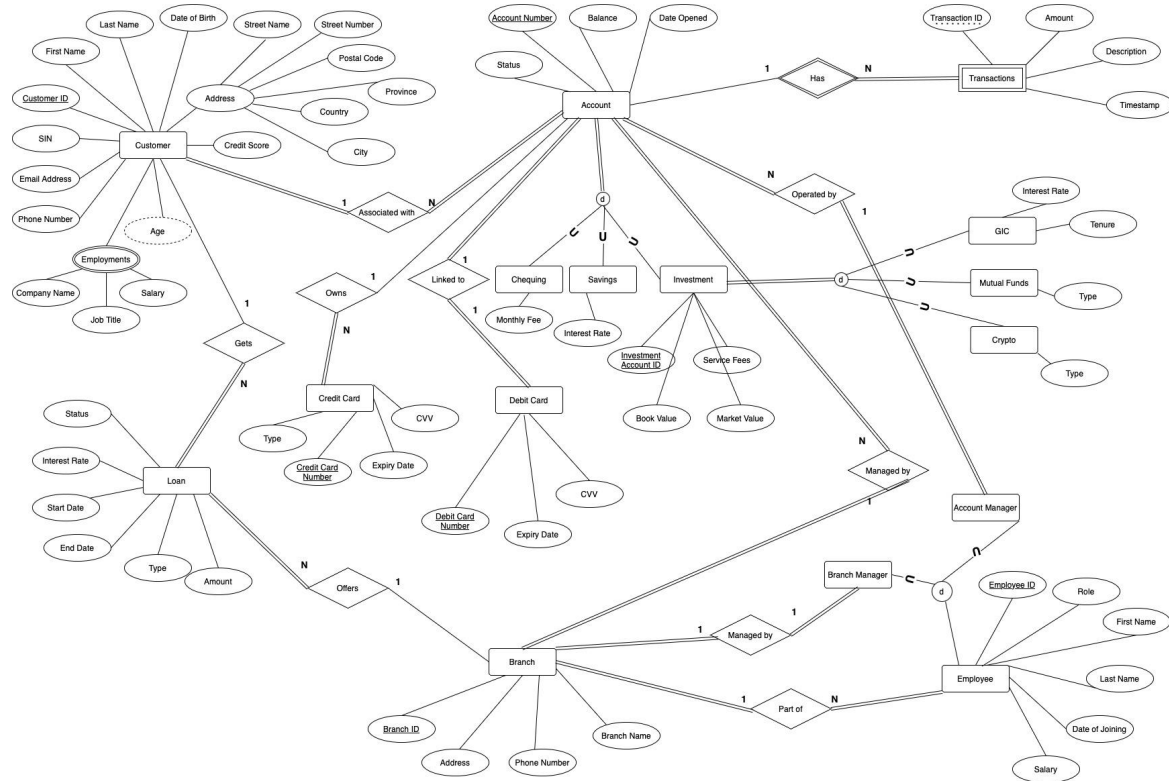 Last Name
Date of Birth
Street Name
Street Number
First Name
Postal Code
Customer ID
Address
Province
SIN
Country
Customer
Credit Score
City
Email Address
Phone Number
Age
Employments
Company Name
Salary
Job Title
Account Number
Balance
Date Opened
Status
Account
1
Has
N
Transaction ID
Amount
Transactions
Description
Timestamp
1
Associated with
N
N
Operated by
1
d
U
U
U
Chequing
Savings
Investment
Monthly Fee
Interest Rate
Investment
Account ID
Service Fees
Book Value
Market Value
d
U
U
U
Interest Rate
GIC
Tenure
Mutual Funds
Type
Crypto
Type
1
Owns
N
1
Linked to
1
1
Gets
N
Credit Card
Type
Credit Card
Number
Expiry Date
CVV
Debit Card
Debit Card
Number
Expiry Date
CVV
Status
Interest Rate
Loan
Start Date
End Date
Type
Amount
N
Offers
1
N
Managed by
1
Account Manager
U
Branch Manager
U
d
1
Managed by
1
Branch
1
Part of
N
Branch ID
Address
Phone Number
Branch Name
Employee ID
Role
First Name
Employee
Last Name
Date of Joining
Salary